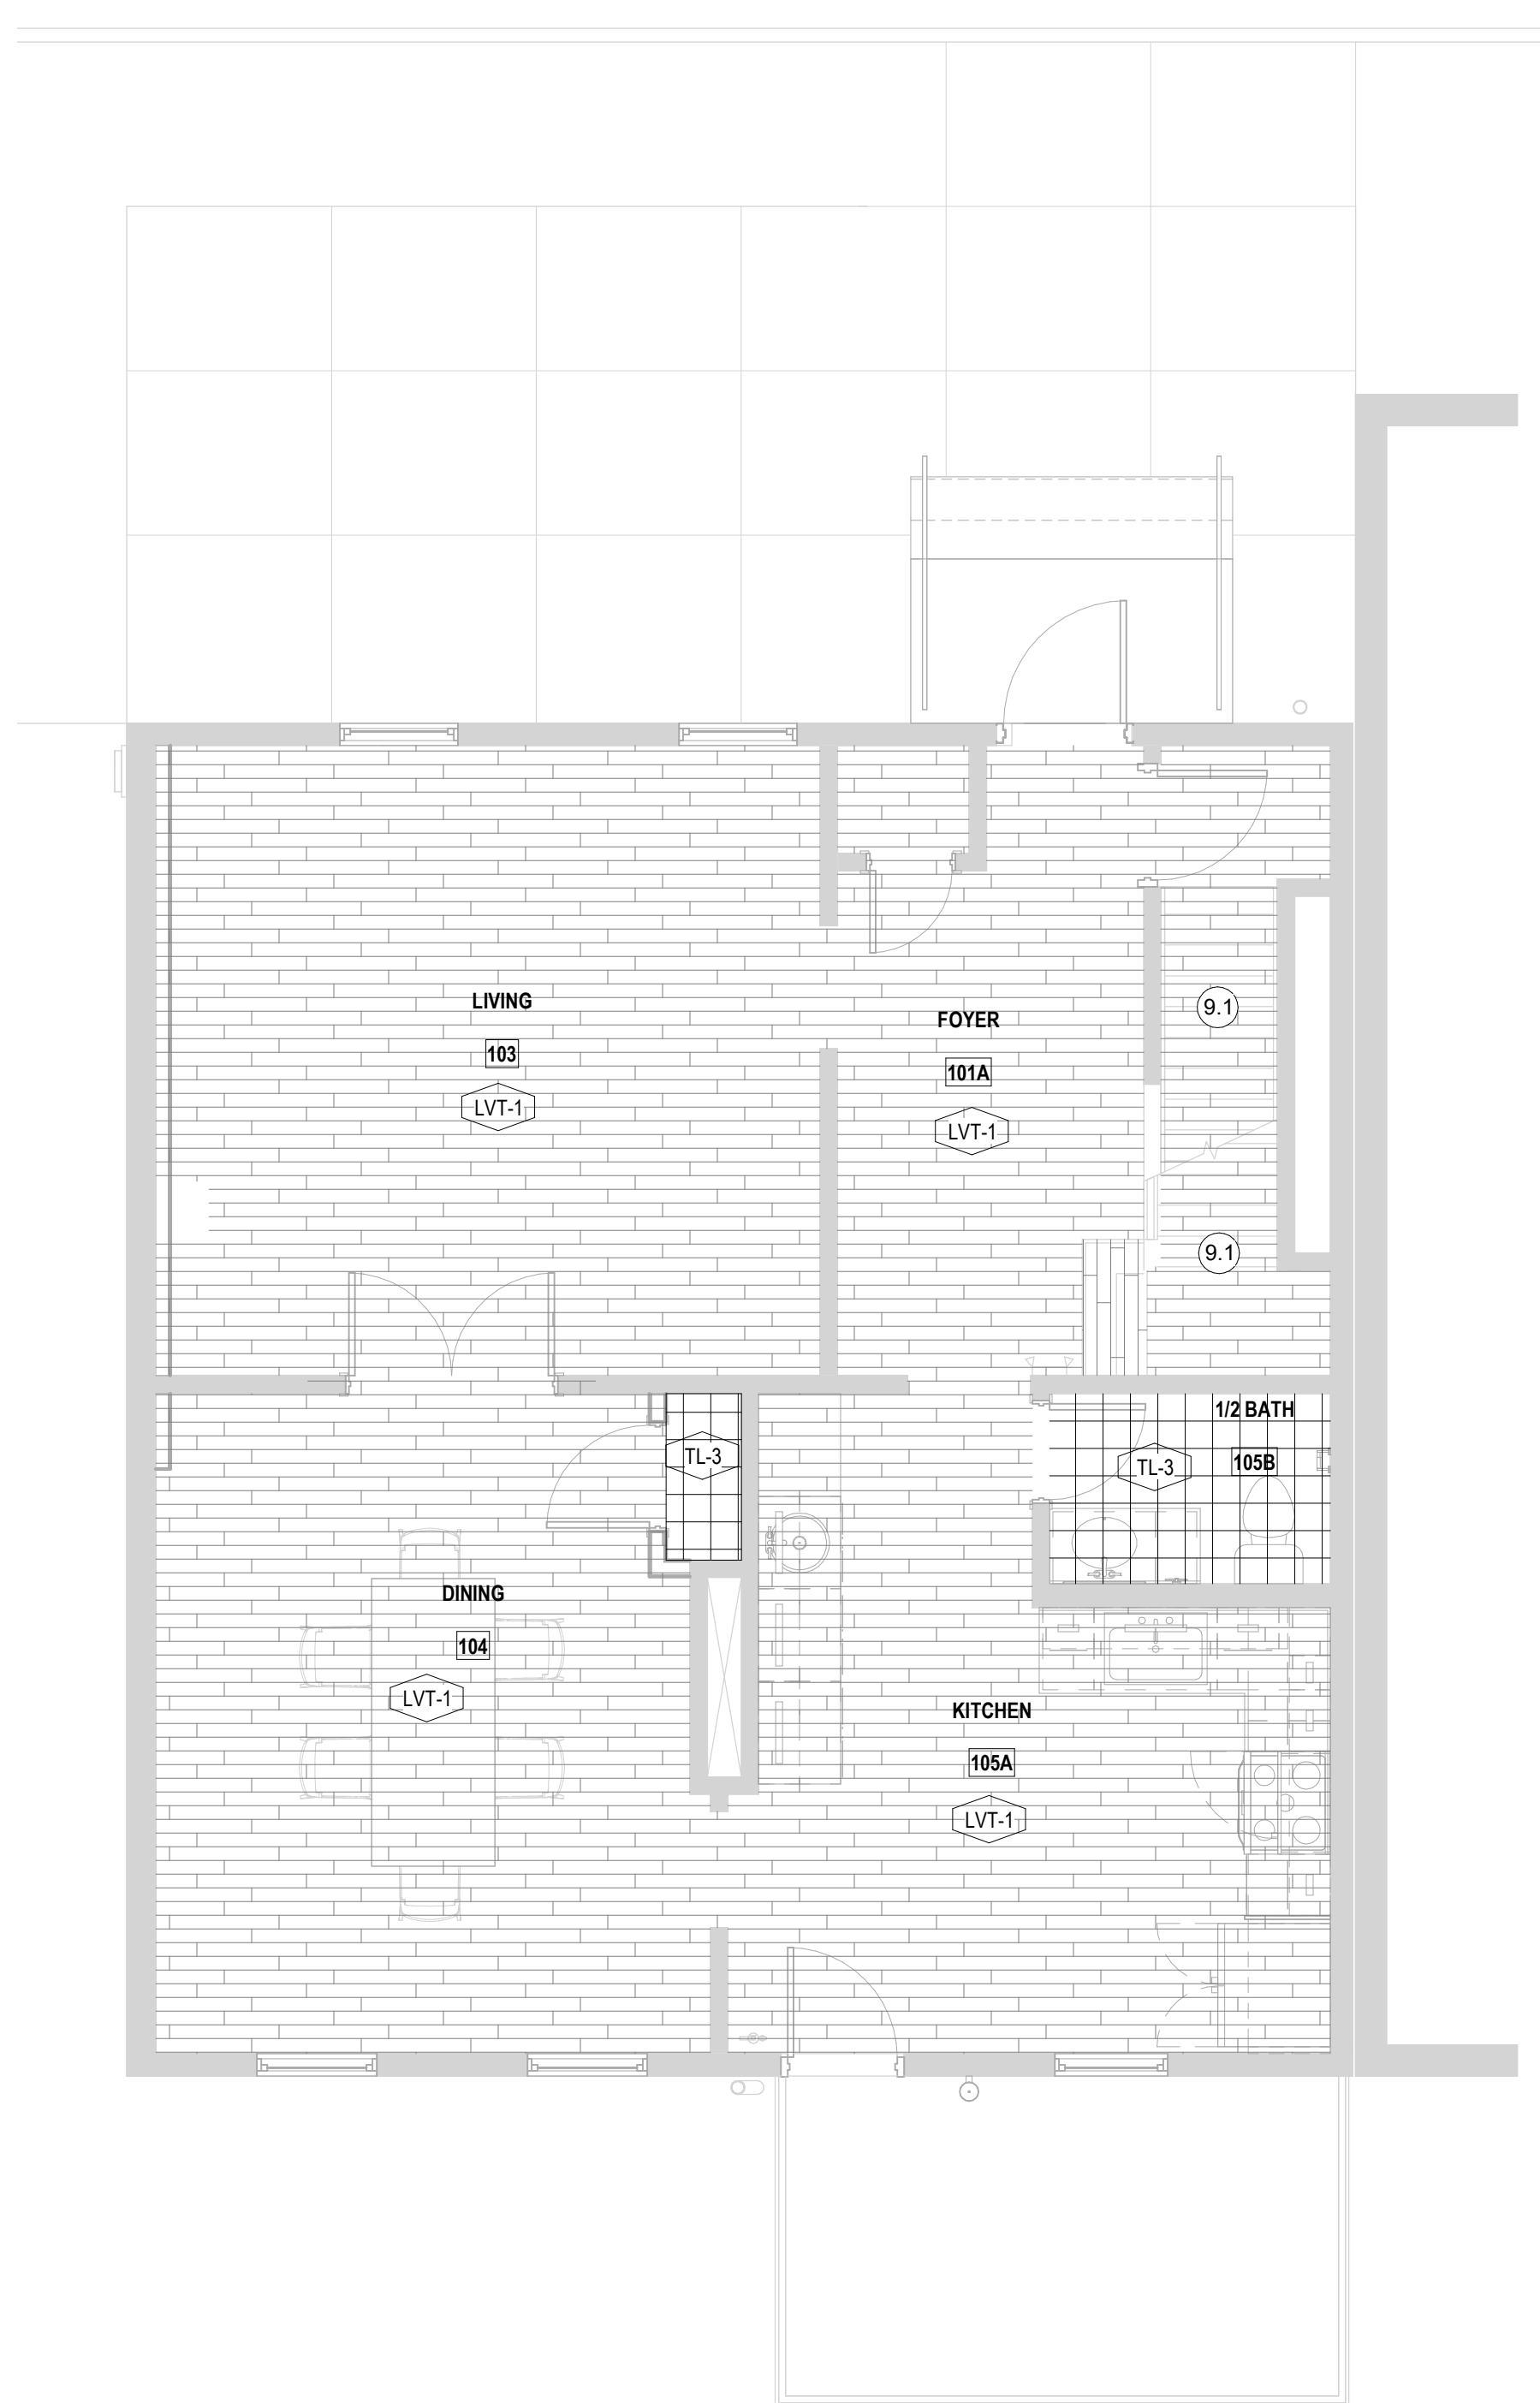 LIVING
103
LVT-1
FOYER
101A
LVT-1
9.1
9.1
1/2 BATH
105B
TL-3
TL-3
DINING
104
LVT-1
KITCHEN
105A
LVT-1